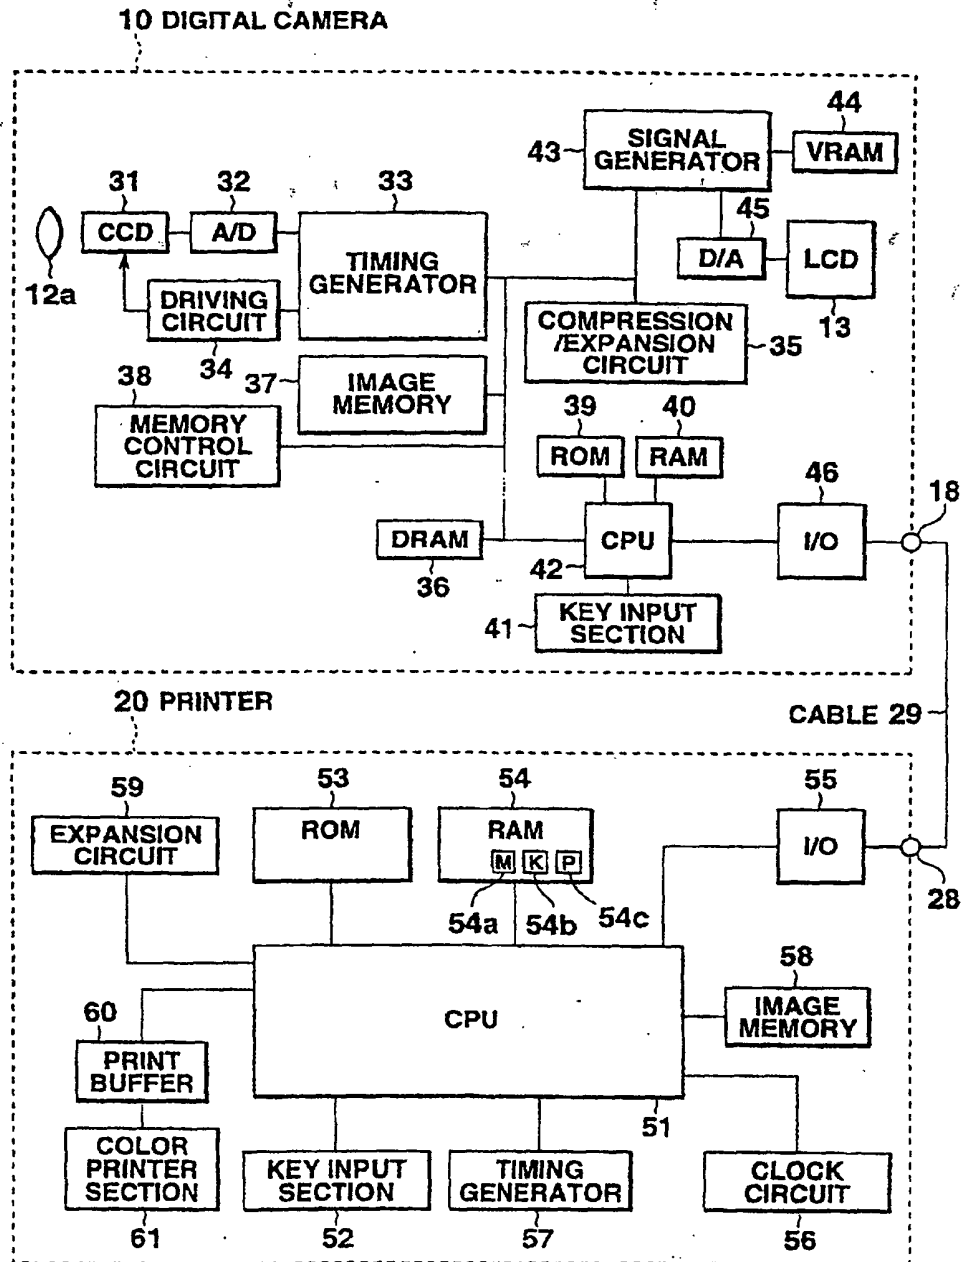 10 DIGITAL CAMERA
44
43
SIGNAL
GENERATOR
VRAM
31
32
33
45
CCD
A/D
TIMING
GENERATOR
D/A
LCD
12a
DRIVING
CIRCUIT
34
COMPRESSION
/EXPANSION
CIRCUIT
35
13
38
37
IMAGE
MEMORY
MEMORY
CONTROL
CIRCUIT
39
40
ROM
RAM
46
18
DRAM
36
CPU
42
I/O
41
KEY INPUT
SECTION
20 PRINTER
CABLE 29
59
53
54
55
EXPANSION
CIRCUIT
ROM
RAM
M K P
54a 54b 54c
I/O
28
58
IMAGE
MEMORY
CPU
51
60
PRINT
BUFFER
COLOR
PRINTER
SECTION
61
KEY INPUT
SECTION
52
TIMING
GENERATOR
57
CLOCK
CIRCUIT
56